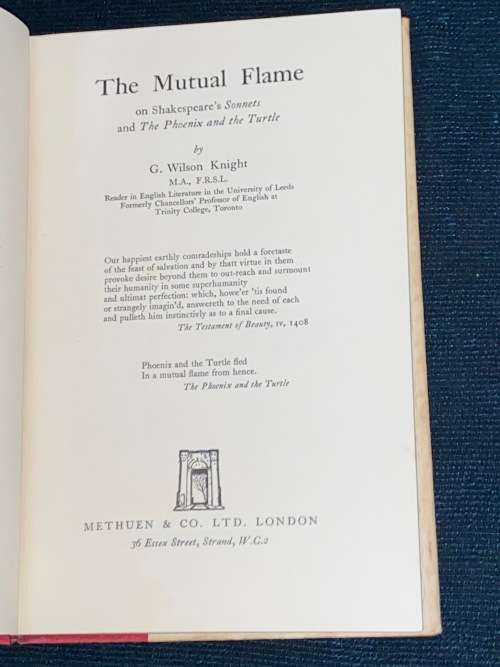 The Mutual Flame
on Shakespeare's Sonnets
and The Phoenix and the Turtle
by
G. Wilson Knight
M.A., F.R.S.L.
Reader in English Literature in the University of Leeds
Formerly Chancellors' Professor of English at
Trinity College, Toronto
Our happiest earthly comradeships hold a foretaste
of the feast of salvation and by thatt virtue in them
provoke desire beyond them to out-reach and surmount
their humanity in some superhumanity
and ultimat perfection: which, howe'er 'tis found
or strangely imagin'd, answereth to the need of each
and pulleth him instinctively as to a final cause.
The Testament of Beauty, IV, 1408
Phoenix and the Turtle fled
In a mutual flame from hence.
The Phoenix and the Turtle
METHUEN & CO. LTD. LONDON
36 Essex Street, Strand, W.C.2